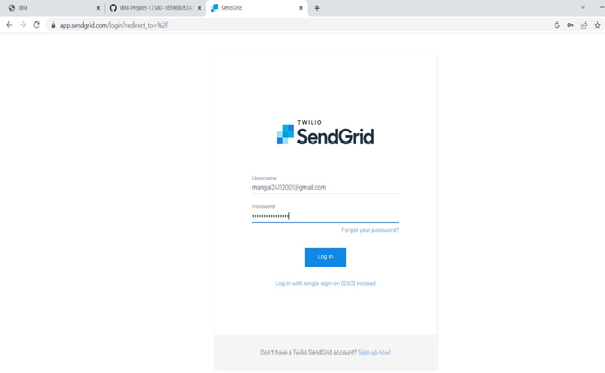 IBM
IBM-Project-17380-1659669534
SendGrid
app.sendgrid.com/login?redirect_to=%2F
TWILIO
SendGrid
Username
mangai24112001@gmail.com
Password
Forgot your password?
Log in
Log in with single sign-on (SSO) instead
Don't have a Twilio SendGrid account? Sign up now!